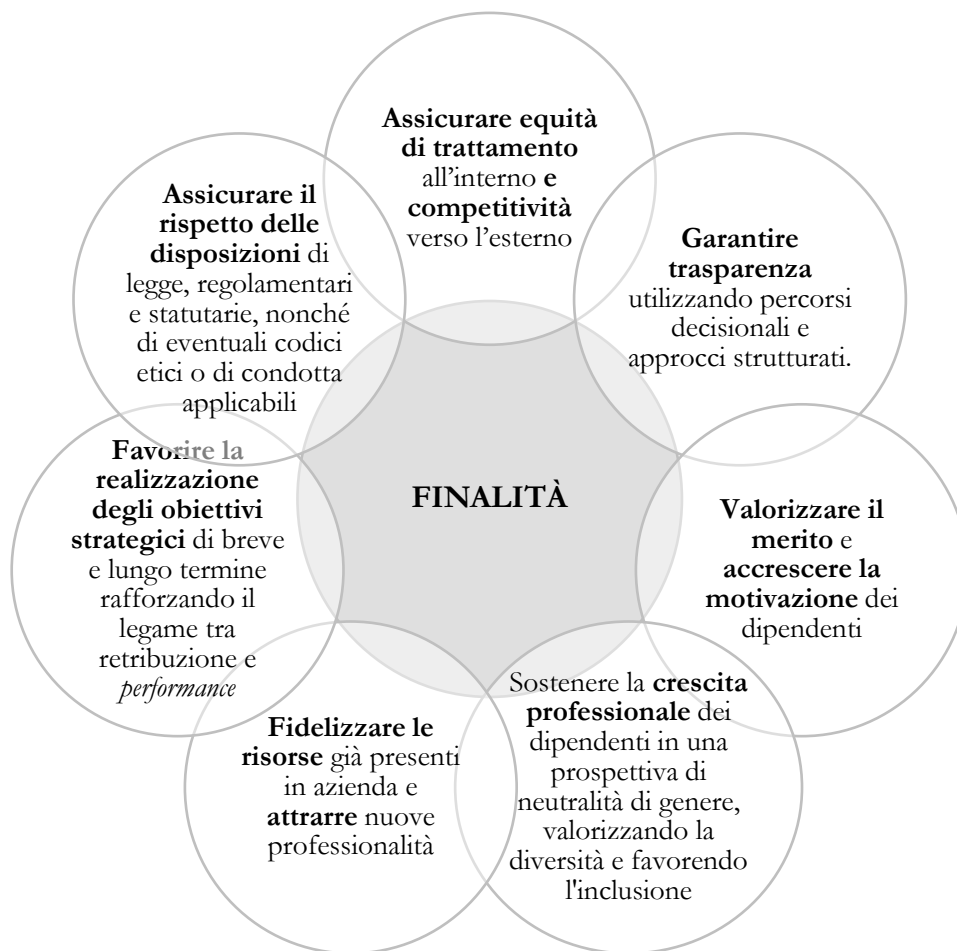 Assicurare equità
di trattamento
all'interno e
competitività
verso l'esterno
Garantire
trasparenza
utilizzando percorsi
decisionali e
approcci strutturati.
Valorizzare il
merito e
accrescere la
motivazione dei
dipendenti
Sostenere la crescita
professionale dei
dipendenti in una
prospettiva di
neutralità di genere,
valorizzando la
diversità e favorendo
l'inclusione
Fidelizzare le
risorse già presenti
in azienda e
attrarre nuove
professionalità
Favorire la
realizzazione
degli obiettivi
strategici di breve
e lungo termine
rafforzando il
legame tra
retribuzione e
performance
Assicurare il
rispetto delle
disposizioni di
legge, regolamentari
e statutarie, nonché
di eventuali codici
etici o di condotta
applicabili
FINALITÀ